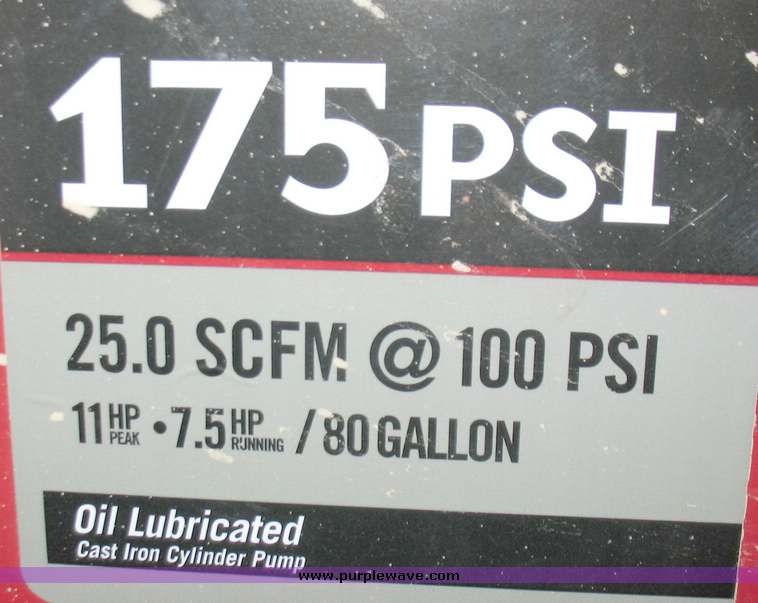 175 PSI
25.0 SCFM @ 100 PSI
11 HP PEAK • 7.5 HP RUNNING / 80 GALLON
Oil Lubricated
Cast Iron Cylinder Pump
www.purplewave.com